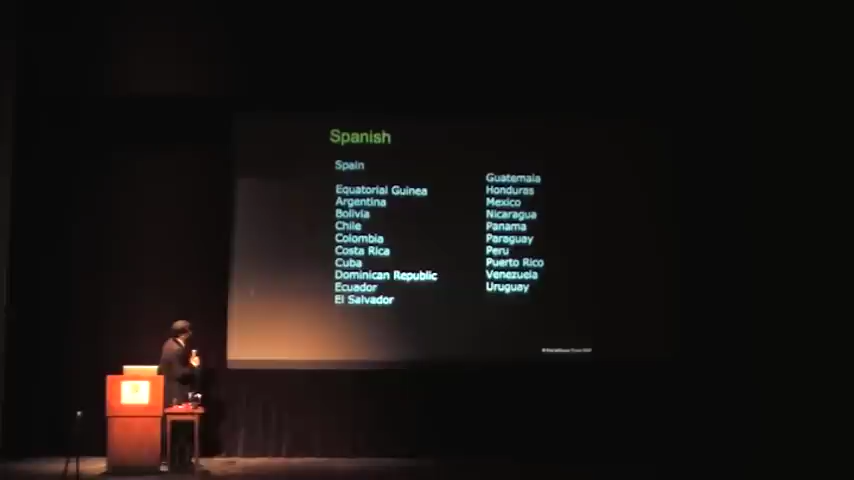 Spanish
Spain
Equatorial Guinea
Argentina
Bolivia
Chile
Colombia
Costa Rica
Cuba
Dominican Republic
Ecuador
El Salvador
Guatemala
Honduras
Mexico
Nicaragua
Panama
Paraguay
Peru
Puerto Rico
Venezuela
Uruguay